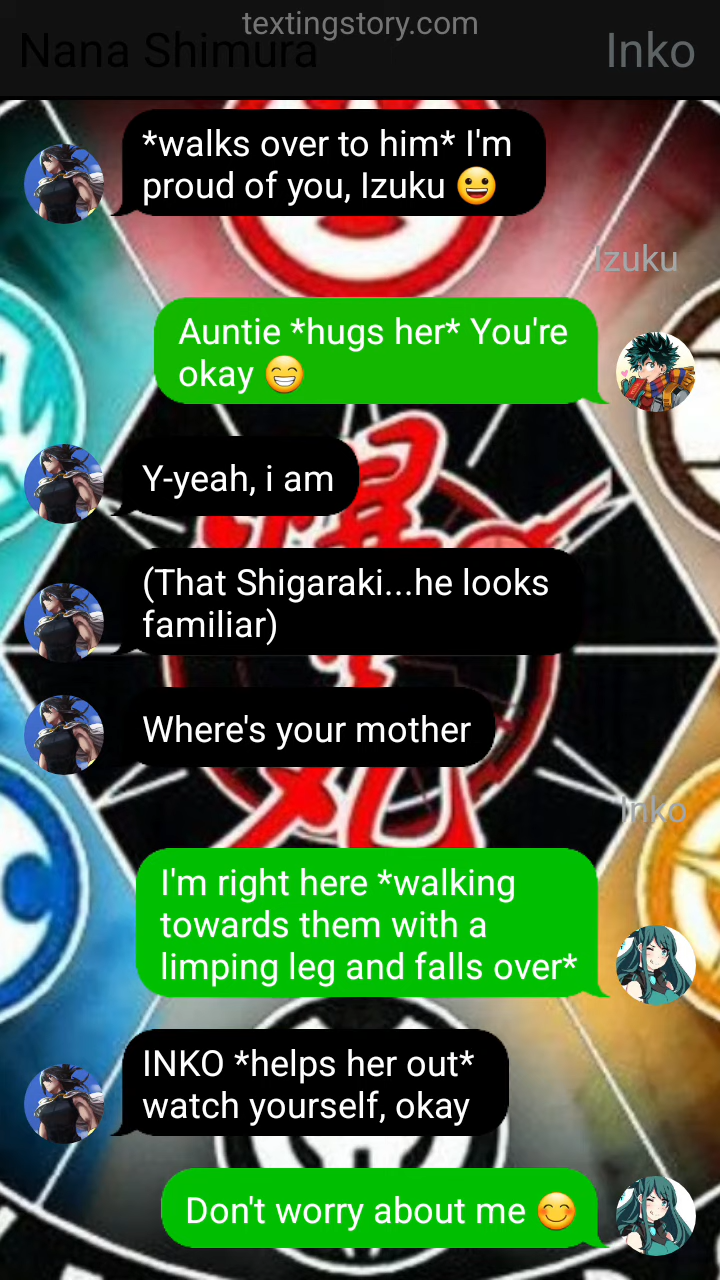 textingstory.com
Nana Shimura
Inko
*walks over to him* I'm
proud of you, Izuku 😀
Izuku
Auntie *hugs her* You're
okay 😁
Y-yeah, i am
(That Shigaraki...he looks
familiar)
Where's your mother
Inko
I'm right here *walking
towards them with a
limping leg and falls over*
INKO *helps her out*
watch yourself, okay
Don't worry about me 😊